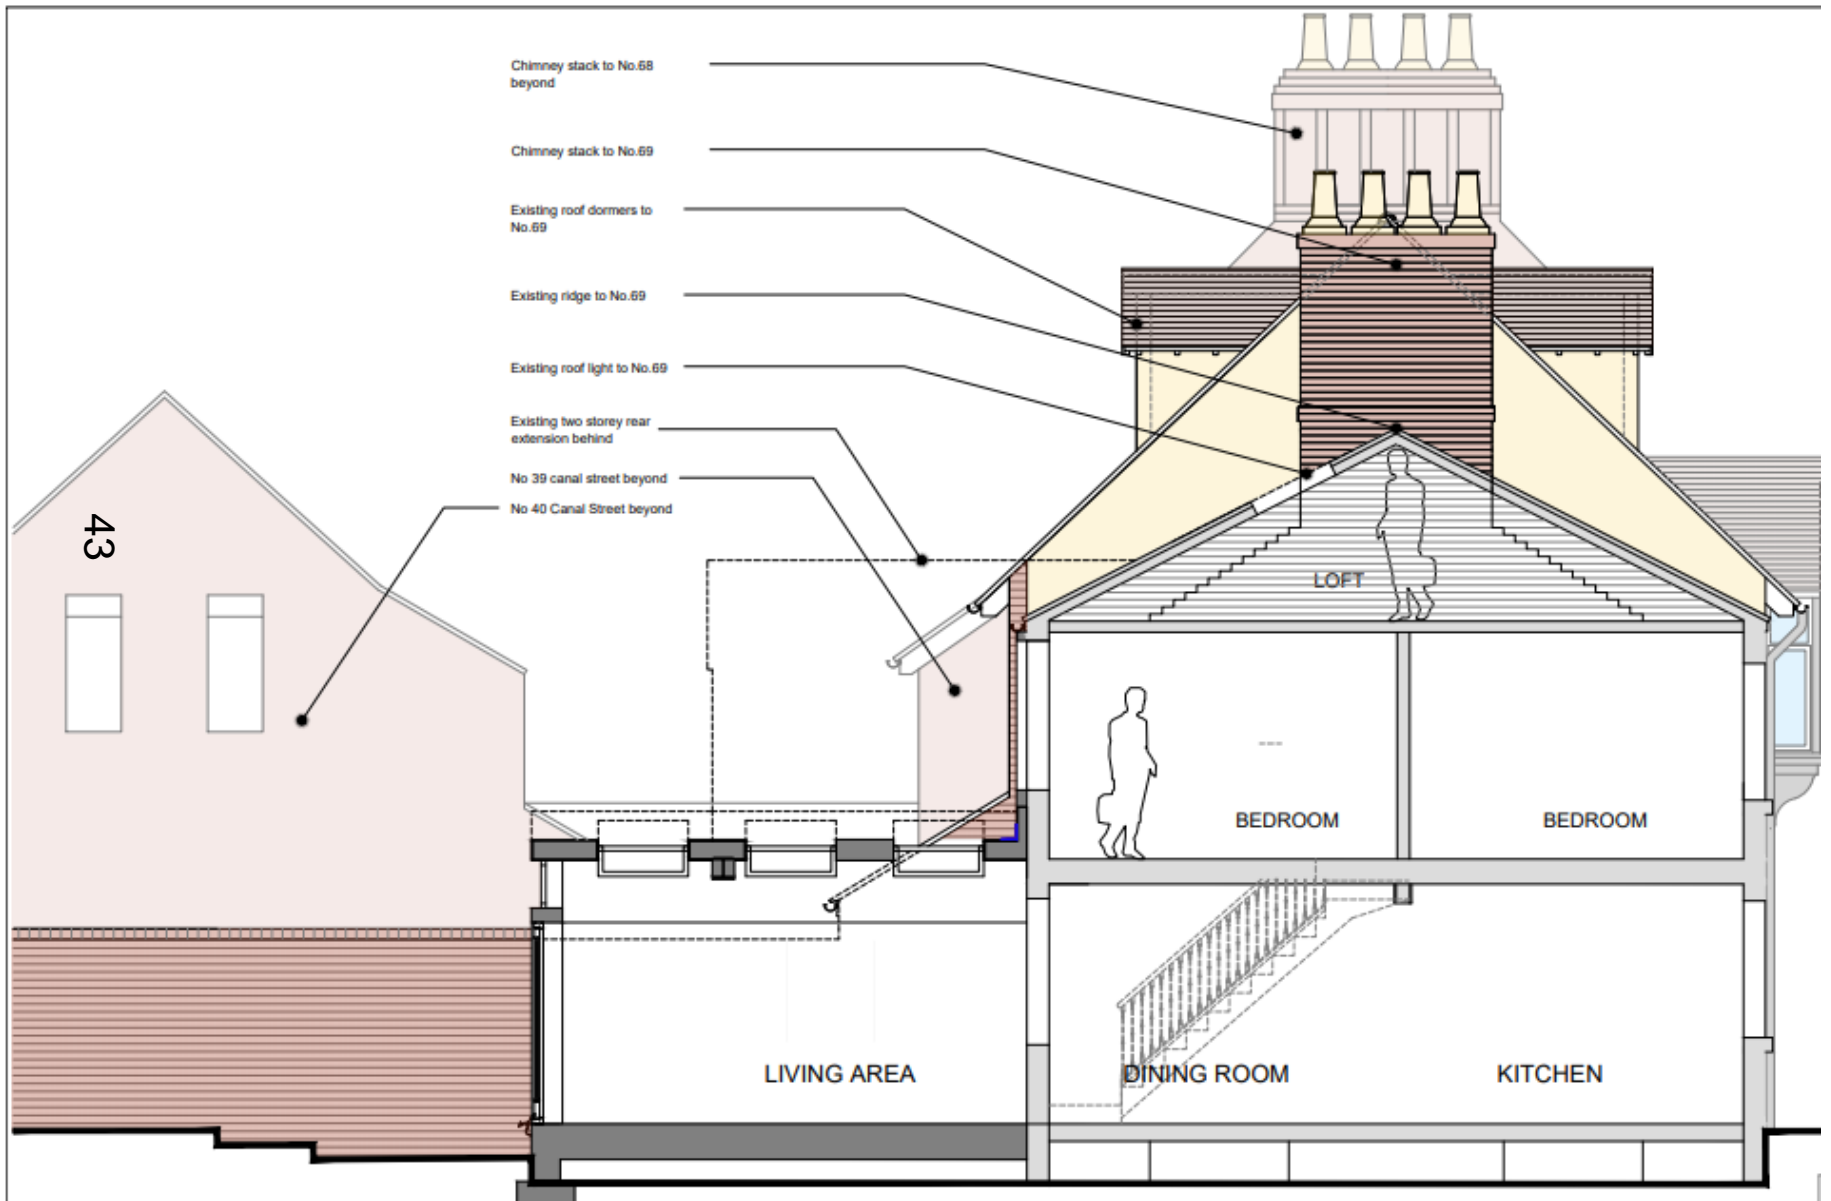 Chimney stack to No.68
beyond
Chimney stack to No.69
Existing roof dormers to
No.69
Existing ridge to No.69
Existing roof light to No.69
Existing two storey rear
extension behind
No 39 canal street beyond
No 40 Canal Street beyond
43
LOFT
BEDROOM
BEDROOM
LIVING AREA
DINING ROOM
KITCHEN